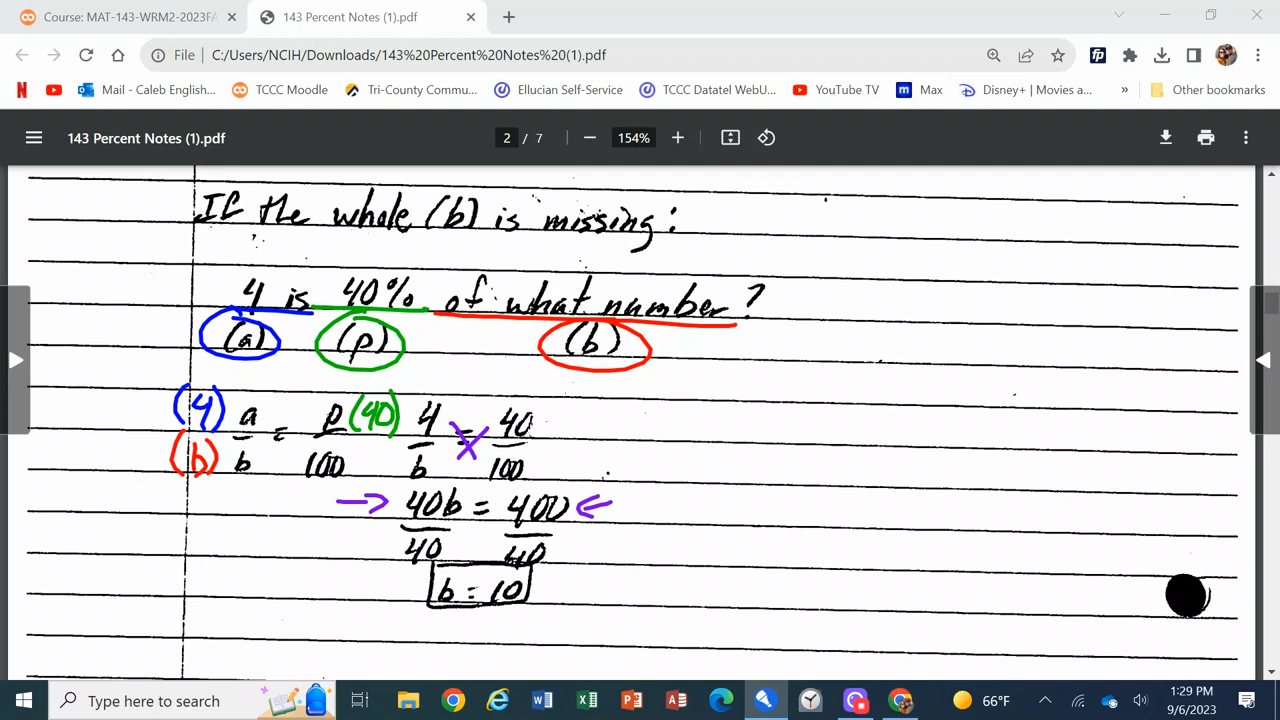 Course: MAT-143-WRM2-2023FA
143 Percent Notes (1).pdf
File C:/Users/NCIH/Downloads/143%20Percent%20Notes%20(1).pdf
Mail - Caleb English...
TCCC Moodle
Tri-County Commu...
Ellucian Self-Service
TCCC Datatel WebU...
YouTube TV
Max
Disney+ | Movies a...
»
Other bookmarks
143 Percent Notes (1).pdf
2 / 7
154%
If the whole (b) is missing:
4 is 40% of what number?
(a) (p) (b)
(4) a = p (40) 4 = 40
(b) b 100 b 100
→ 40b = 400 ←
40 40
b = 10
Type here to search
66°F
1:29 PM
9/6/2023